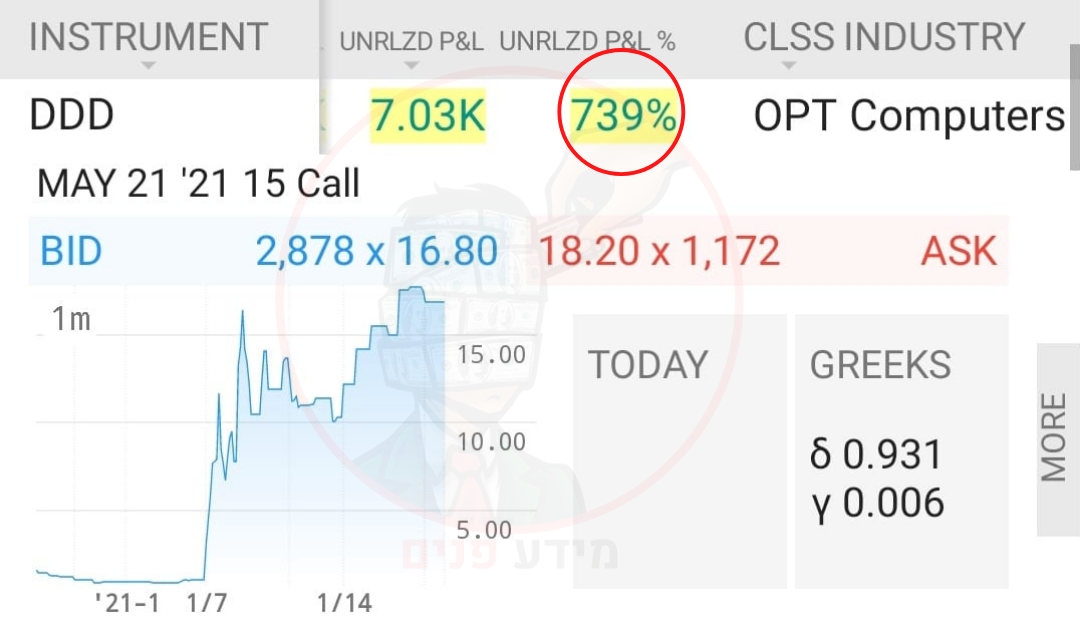 INSTRUMENT UNRLZD P&L UNRLZD P&L % CLSS INDUSTRY
DDD 7.03K 739% OPT Computers
MAY 21 '21 15 Call
BID 2,878 x 16.80 18.20 x 1,172 ASK
1m
15.00
10.00
5.00
'21-1 1/7 1/14
TODAY
GREEKS
δ 0.931
γ 0.006
MORE
מידע פנים